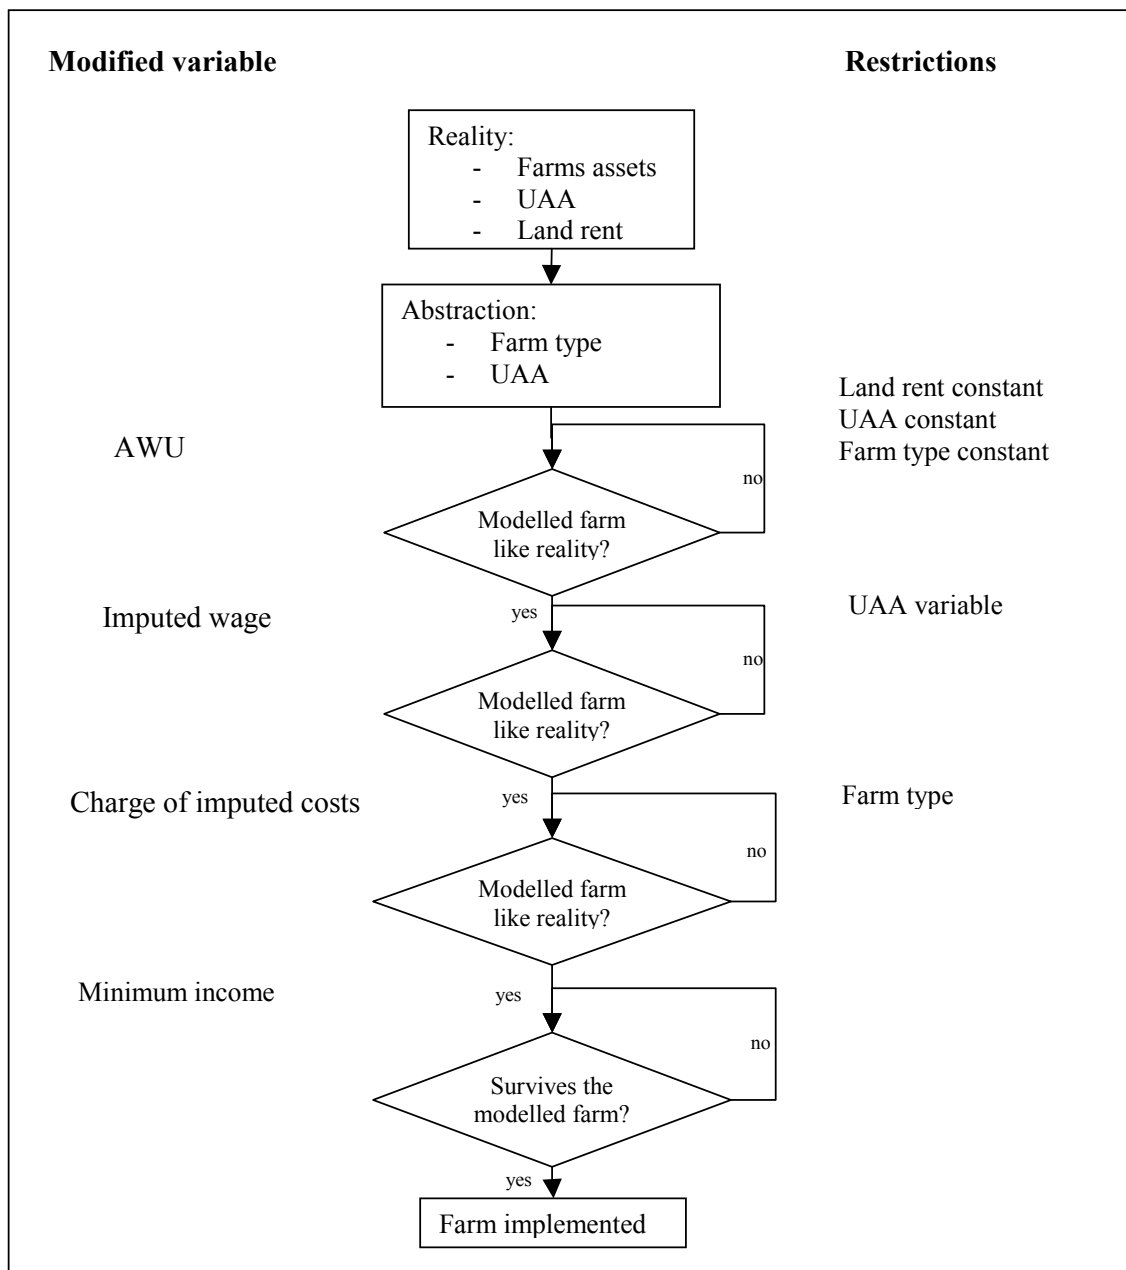 Modified variable
Restrictions
Reality:
- Farms assets
- UAA
- Land rent
Abstraction:
- Farm type
- UAA
Land rent constant
UAA constant
Farm type constant
AWU
no
Modelled farm
like reality?
Imputed wage
yes
UAA variable
no
Modelled farm
like reality?
Charge of imputed costs
yes
Farm type
no
Modelled farm
like reality?
Minimum income
yes
no
Survives the
modelled farm?
yes
Farm implemented